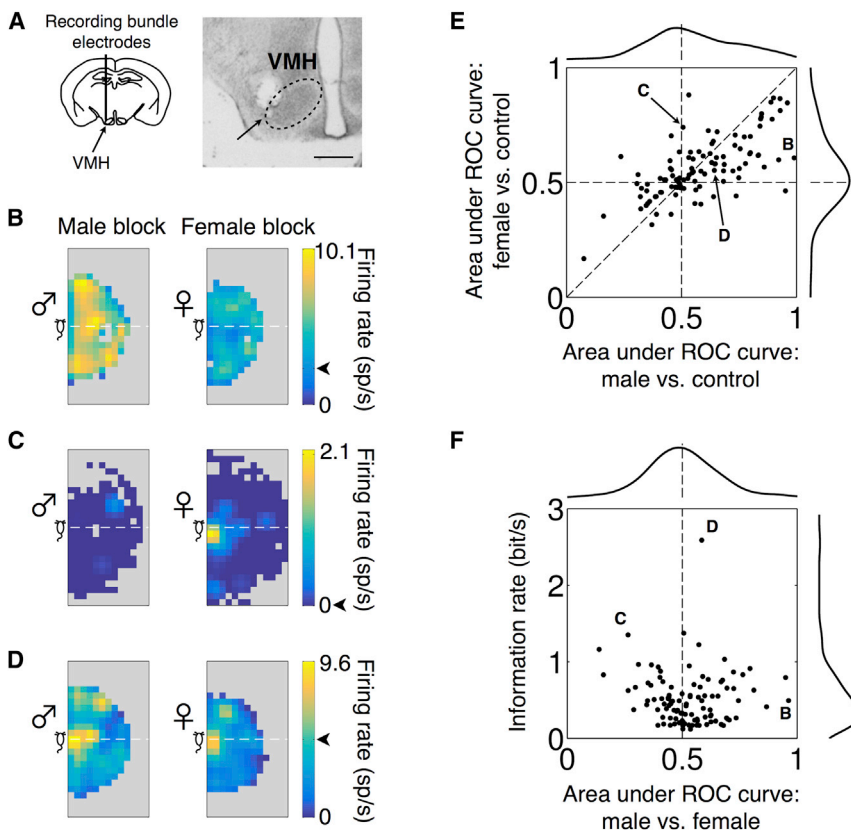 A
Recording bundle
electrodes
VMH
VMH
B
Male block
Female block
♂
♀
10.1
0
Firing rate (sp/s)
C
♂
♀
2.1
0
Firing rate (sp/s)
D
♂
♀
9.6
0
Firing rate (sp/s)
E
Area under ROC curve:
female vs. control
1
0.5
0
C
B
D
0
0.5
1
Area under ROC curve:
male vs. control
F
Information rate (bit/s)
3
2
1
0
D
C
B
0
0.5
1
Area under ROC curve:
male vs. female